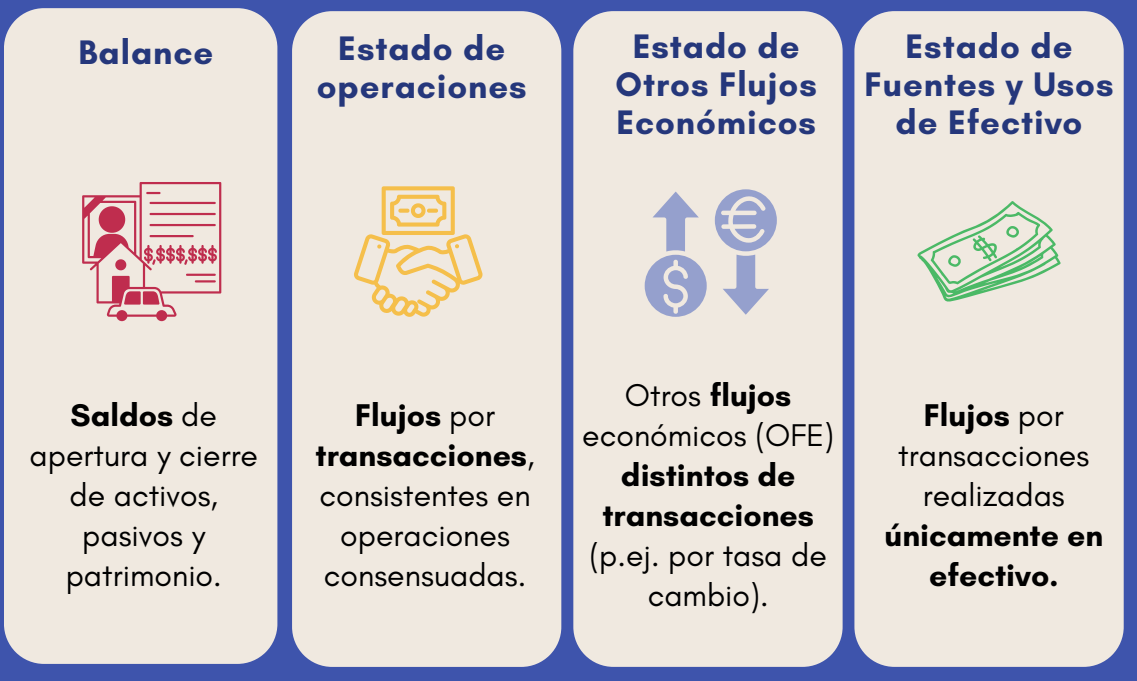 Balance
Saldos de
apertura y cierre
de activos,
pasivos y
patrimonio.
Estado de
operaciones
Flujos por
transacciones,
consistentes en
operaciones
consensuadas.
Estado de
Otros Flujos
Económicos
Otros flujos
económicos (OFE)
distintos de
transacciones
(p.ej. por tasa de
cambio).
Estado de
Fuentes y Usos
de Efectivo
Flujos por
transacciones
realizadas
únicamente en
efectivo.
$,$$$,$$$
$
€
$